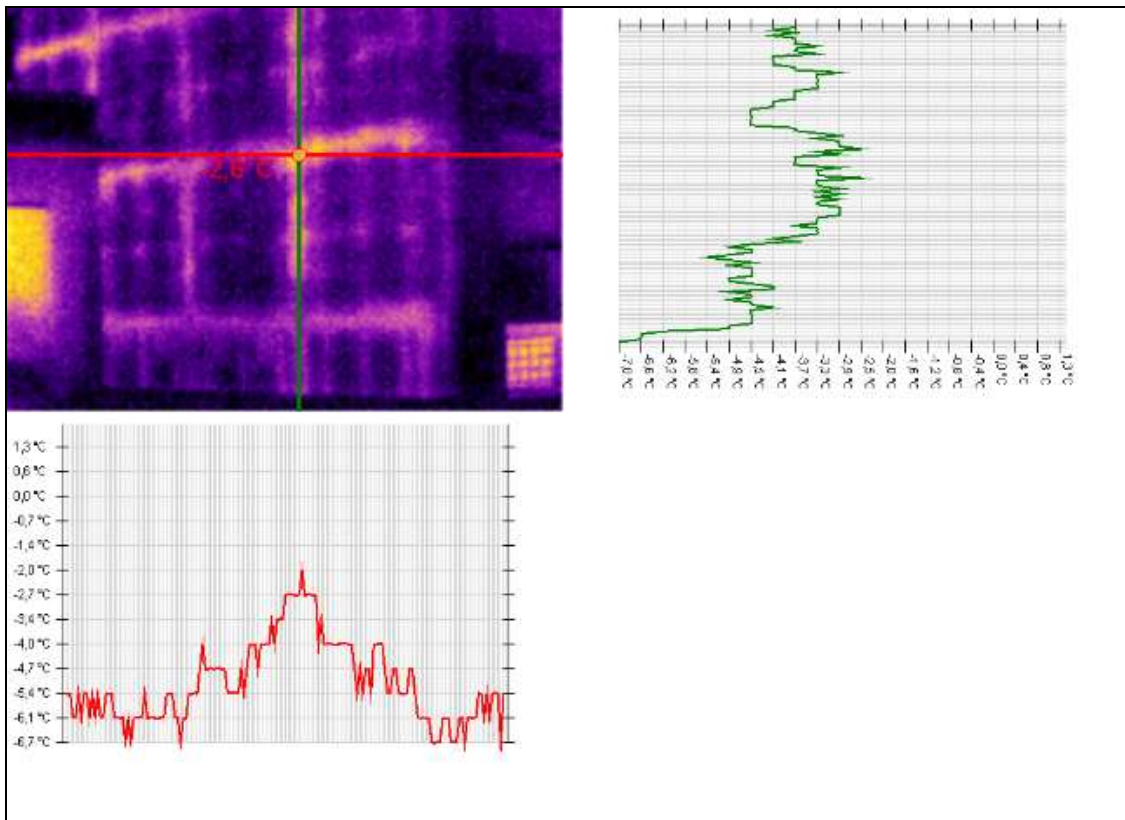 -7,0 °C
-6,6 °C
-6,2 °C
-5,8 °C
-5,4 °C
-4,9 °C
-4,5 °C
-4,1 °C
-3,7 °C
-3,3 °C
-2,9 °C
-2,5 °C
-2,0 °C
-1,6 °C
-1,2 °C
-0,8 °C
-0,4 °C
0,0 °C
0,4 °C
0,8 °C
1,3 °C
1,3 °C
0,6 °C
0,0 °C
-0,7 °C
-1,4 °C
-2,0 °C
-2,7 °C
-3,4 °C
-4,0 °C
-4,7 °C
-5,4 °C
-6,1 °C
-6,7 °C